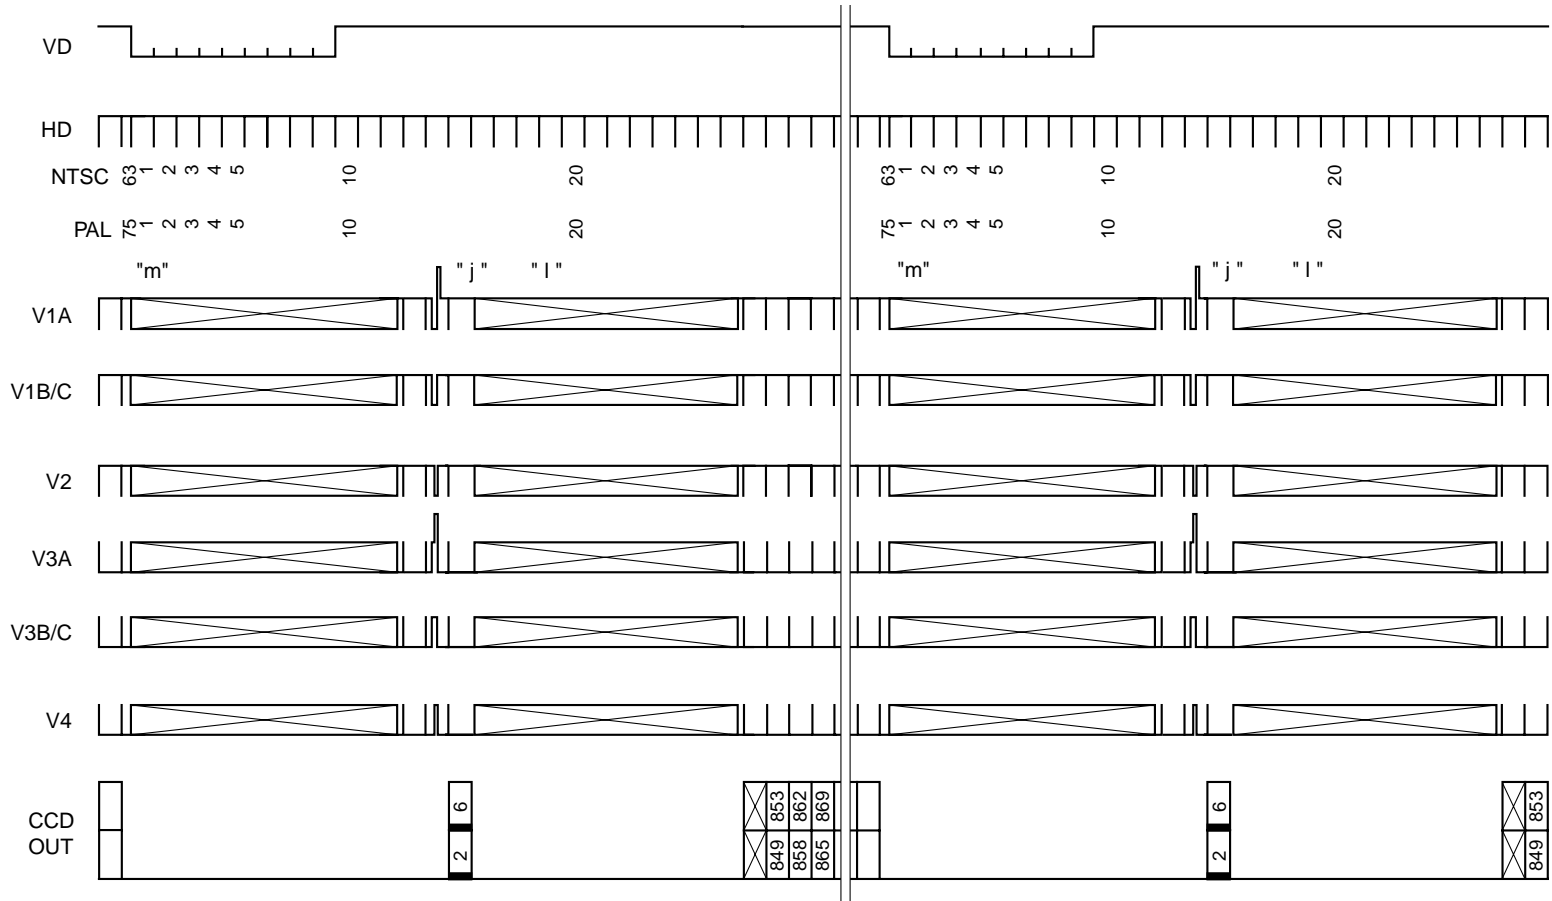 VD
HD
NTSC 63 1 2 3 4 5 10 20 63 1 2 3 4 5 10 20
PAL 75 1 2 3 4 5 10 20 75 1 2 3 4 5 10 20
"m" " j " " l " "m" " j " " l "
V1A
V1B/C
V2
V3A
V3B/C
V4
CCD OUT
6 853 862 869 6 853
2 849 858 865 2 849